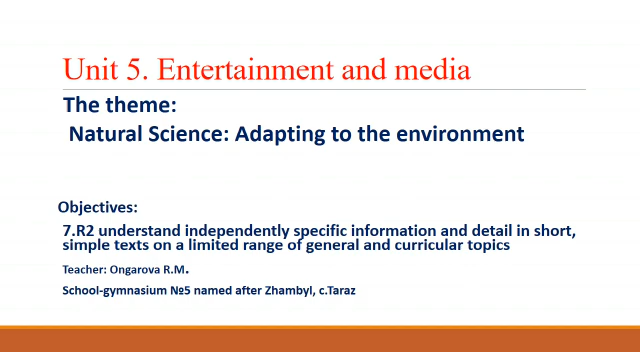 Unit 5. Entertainment and media
The theme:
Natural Science: Adapting to the environment
Objectives:
7.R2 understand independently specific information and detail in short,
simple texts on a limited range of general and curricular topics
Teacher: Ongarova R.M.
School-gymnasium №5 named after Zhambyl, c.Taraz